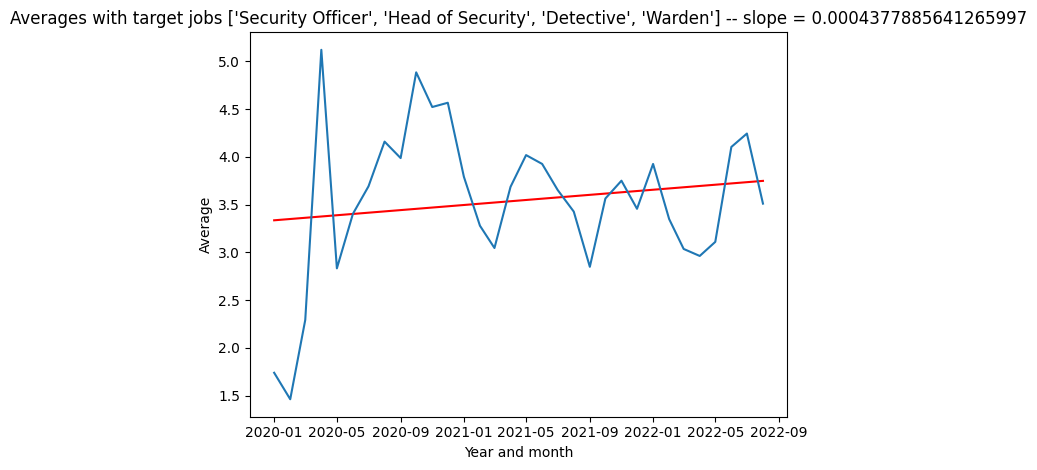 Averages with target jobs ['Security Officer', 'Head of Security', 'Detective', 'Warden'] -- slope = 0.0004377885641265997
5.0
4.5
4.0
3.5
3.0
2.5
2.0
1.5
Average
2020-01 2020-05 2020-09 2021-01 2021-05 2021-09 2022-01 2022-05 2022-09
Year and month